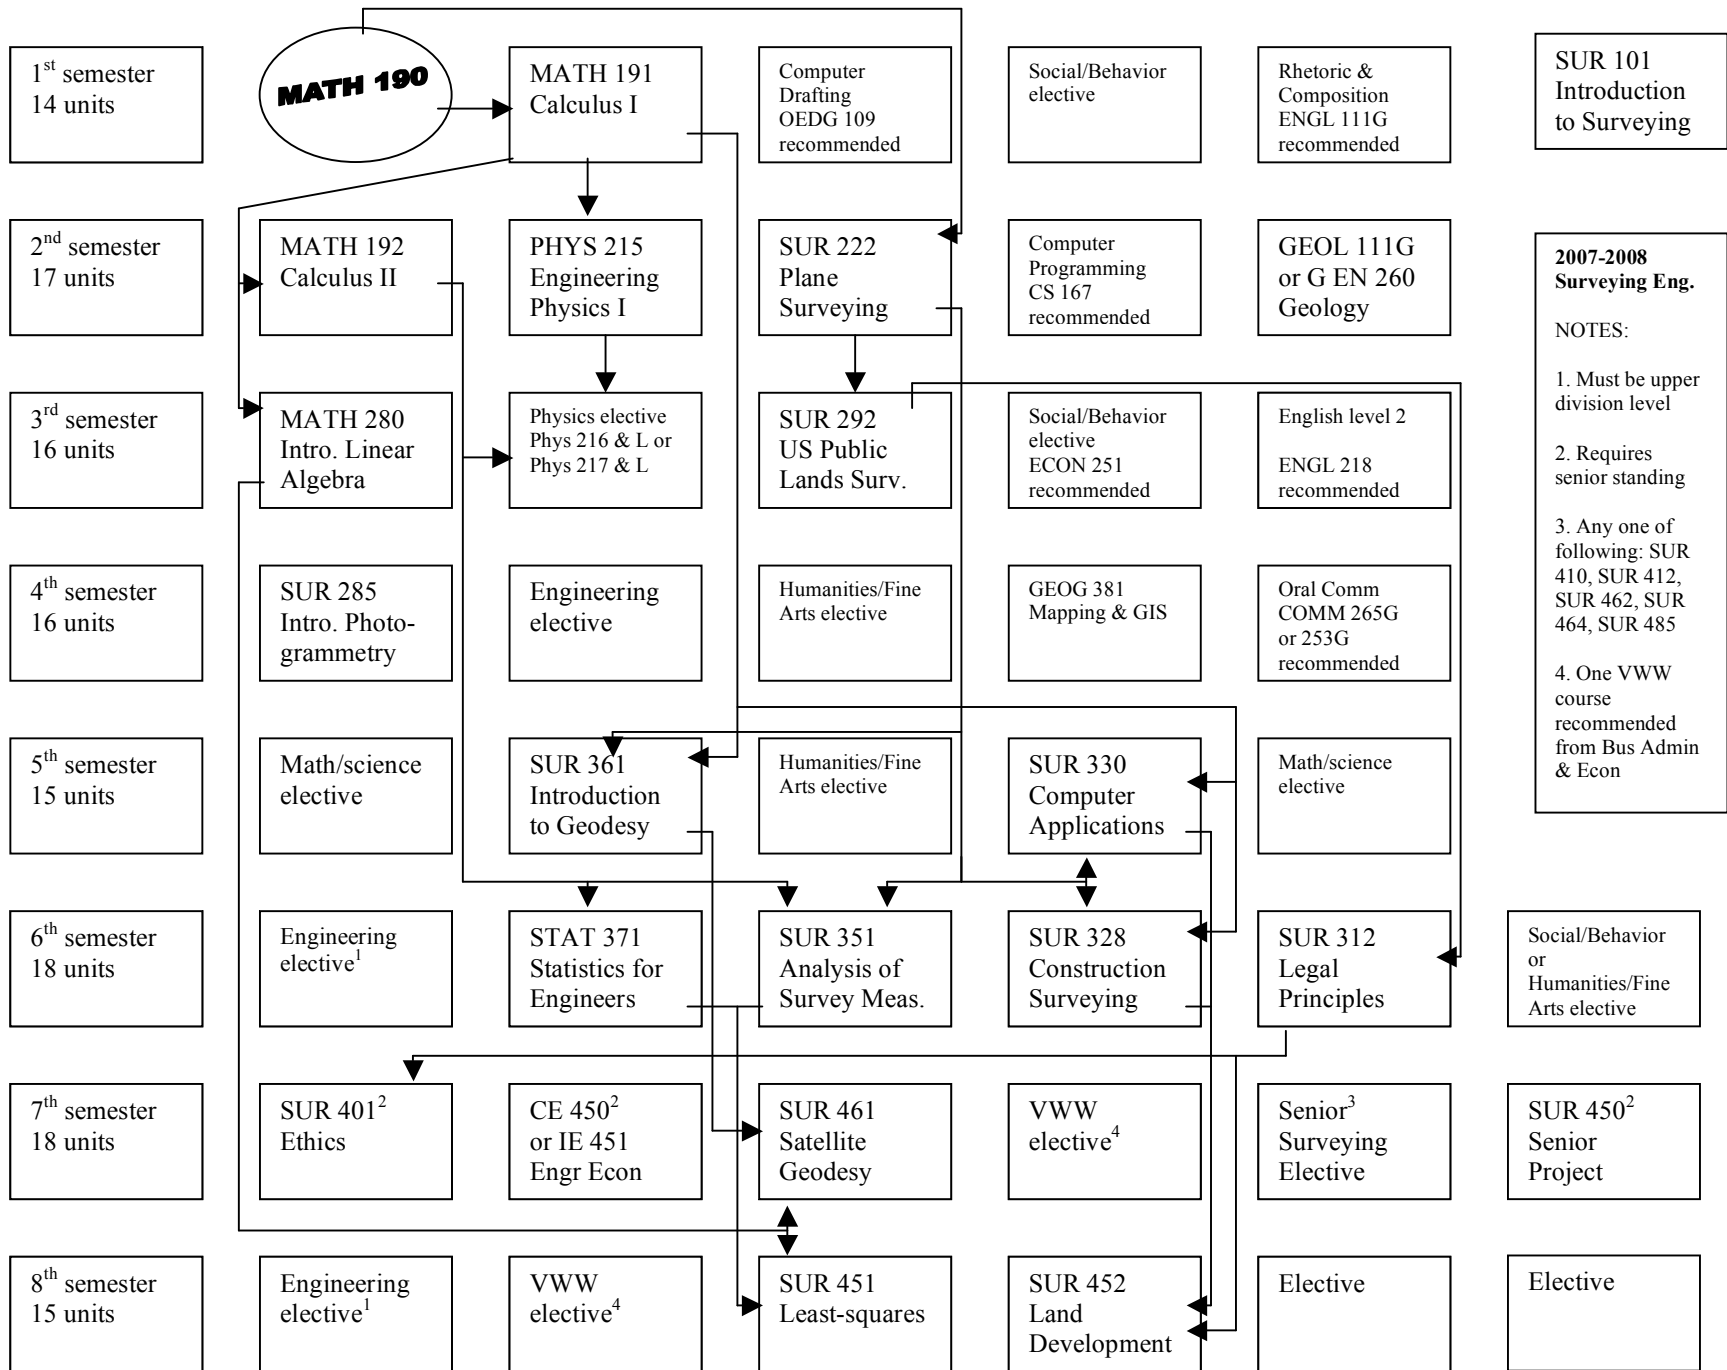 1st semester
14 units
MATH 190
MATH 191
Calculus I
Computer
Drafting
OEDG 109
recommended
Social/Behavior
elective
Rhetoric &
Composition
ENGL 111G
recommended
SUR 101
Introduction
to Surveying
2nd semester
17 units
MATH 192
Calculus II
PHYS 215
Engineering
Physics I
SUR 222
Plane
Surveying
Computer
Programming
CS 167
recommended
GEOL 111G
or G EN 260
Geology
2007-2008
Surveying Eng.
NOTES:
1. Must be upper
division level
2. Requires
senior standing
3. Any one of
following: SUR
410, SUR 412,
SUR 462, SUR
464, SUR 485
4. One VWW
course
recommended
from Bus Admin
& Econ
3rd semester
16 units
MATH 280
Intro. Linear
Algebra
Physics elective
Phys 216 & L or
Phys 217 & L
SUR 292
US Public
Lands Surv.
Social/Behavior
elective
ECON 251
recommended
English level 2
ENGL 218
recommended
4th semester
16 units
SUR 285
Intro. Photo-
grammetry
Engineering
elective
Humanities/Fine
Arts elective
GEOG 381
Mapping & GIS
Oral Comm
COMM 265G
or 253G
recommended
5th semester
15 units
Math/science
elective
SUR 361
Introduction
to Geodesy
Humanities/Fine
Arts elective
SUR 330
Computer
Applications
Math/science
elective
6th semester
18 units
Engineering
elective1
STAT 371
Statistics for
Engineers
SUR 351
Analysis of
Survey Meas.
SUR 328
Construction
Surveying
SUR 312
Legal
Principles
Social/Behavior
or
Humanities/Fine
Arts elective
7th semester
18 units
SUR 4012
Ethics
CE 4502
or IE 451
Engr Econ
SUR 461
Satellite
Geodesy
VWW
elective4
Senior3
Surveying
Elective
SUR 4502
Senior
Project
8th semester
15 units
Engineering
elective1
VWW
elective4
SUR 451
Least-squares
SUR 452
Land
Development
Elective
Elective